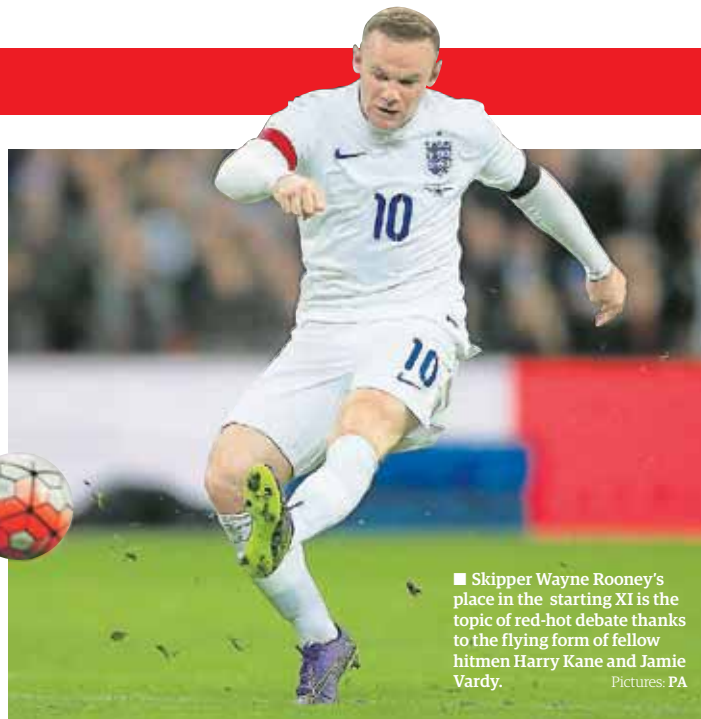 10
10
■ Skipper Wayne Rooney's
place in the starting XI is the
topic of red-hot debate thanks
to the flying form of fellow
hitmen Harry Kane and Jamie
Vardy. Pictures: PA